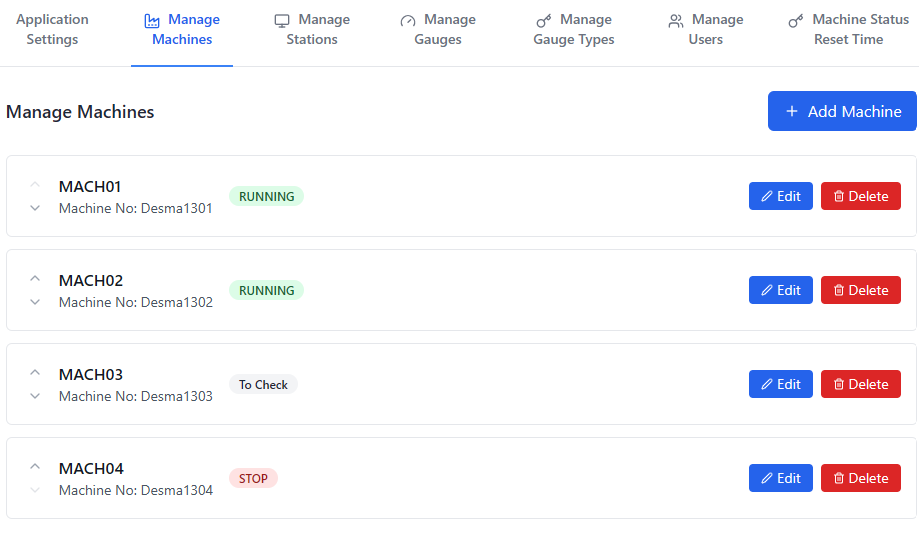 Application Settings
Manage Machines
Manage Stations
Manage Gauges
Manage Gauge Types
Manage Users
Machine Status Reset Time
Manage Machines
+ Add Machine
MACH01
Machine No: Desma1301
RUNNING
Edit
Delete
MACH02
Machine No: Desma1302
RUNNING
Edit
Delete
MACH03
Machine No: Desma1303
To Check
Edit
Delete
MACH04
Machine No: Desma1304
STOP
Edit
Delete